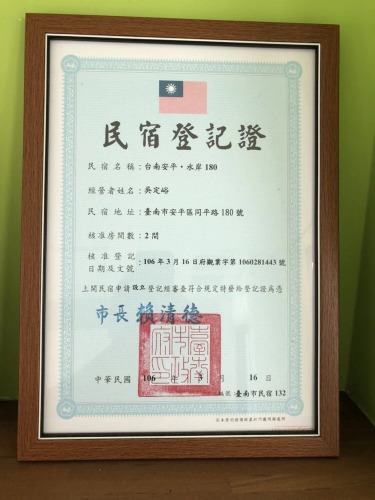 民宿登記證
民宿名稱：台南安平・水岸180
經營者姓名：吳定峪
民宿地址：臺南市安平區同平路180號
核准房間數：2間
核准登記日期及文號：106年3月16日府觀業字第1060281443號
上開民宿申請設立登記經審查符合規定特發給登記證為憑
市長 賴清德
中華民國 106 年 3 月 16 日
編號：臺南市民宿132